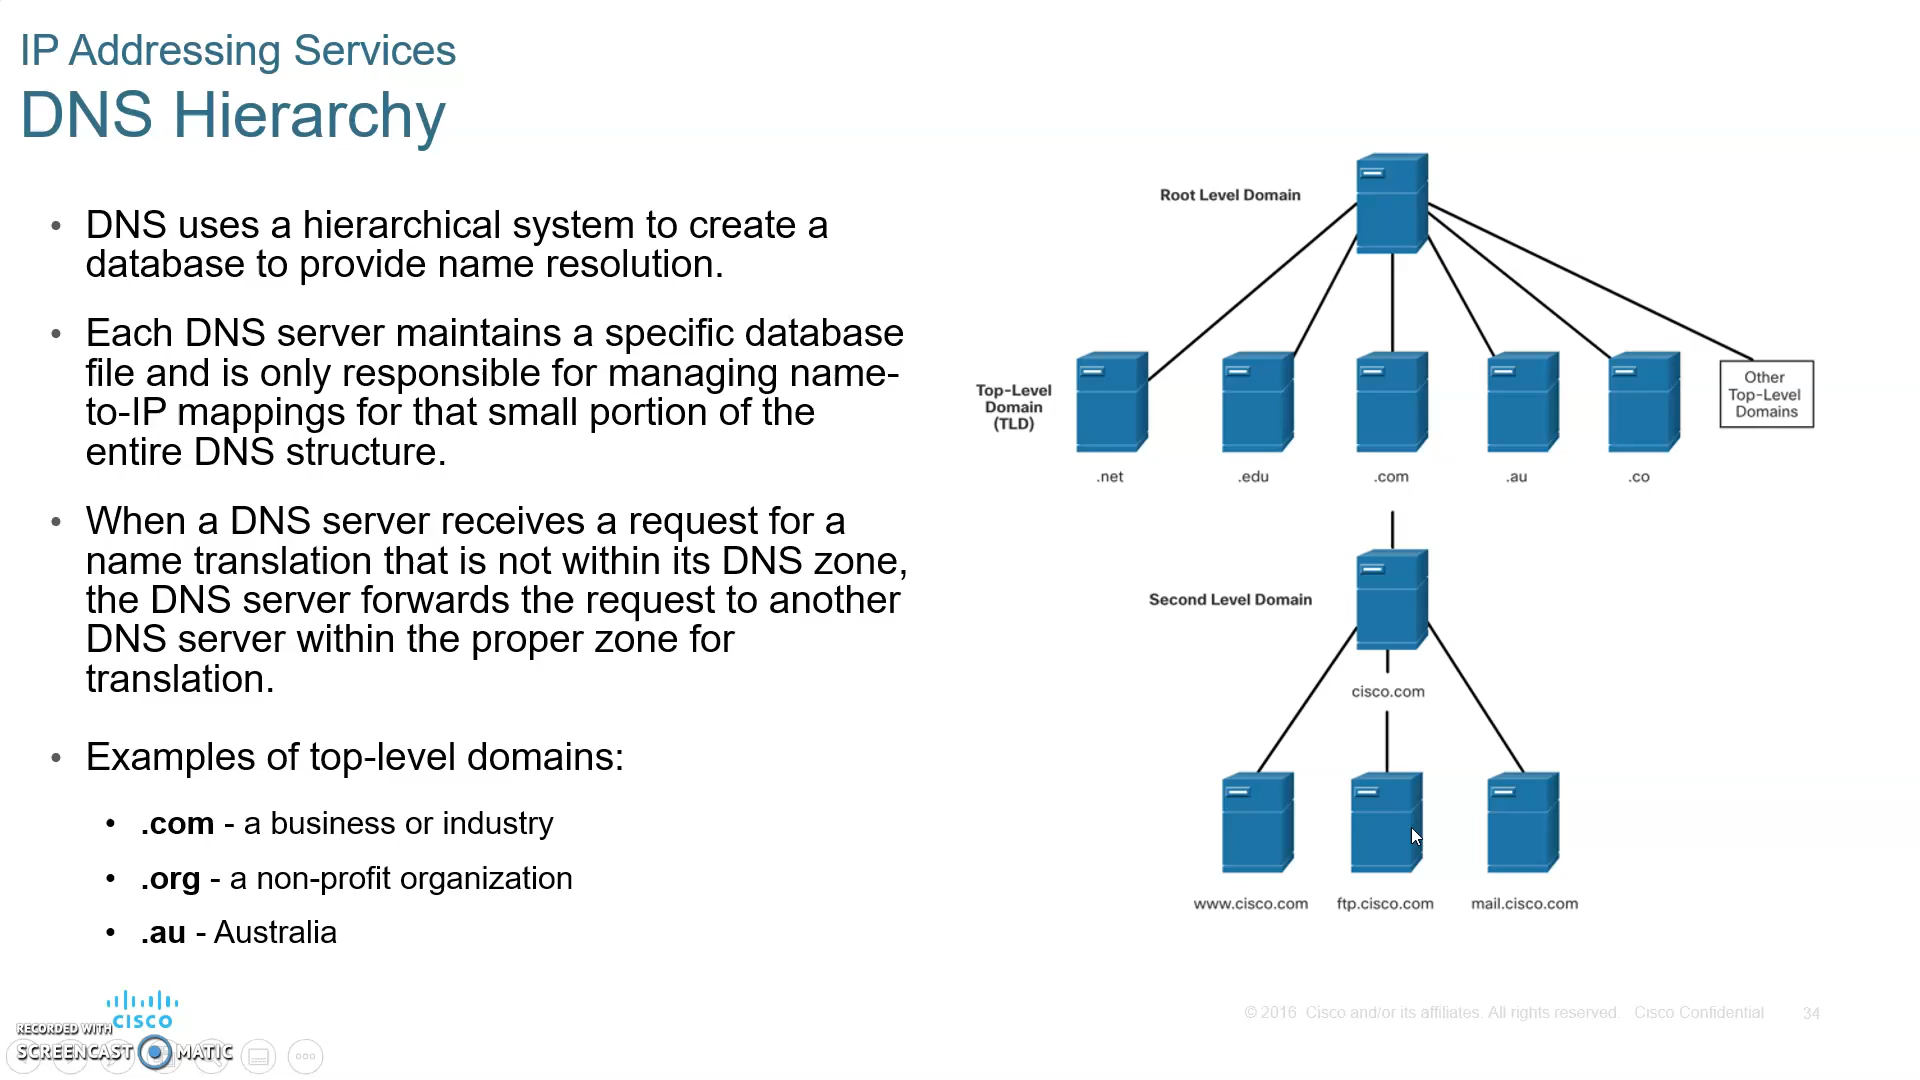 IP Addressing Services
DNS Hierarchy
• DNS uses a hierarchical system to create a
database to provide name resolution.
• Each DNS server maintains a specific database
file and is only responsible for managing name-
to-IP mappings for that small portion of the
entire DNS structure.
• When a DNS server receives a request for a
name translation that is not within its DNS zone,
the DNS server forwards the request to another
DNS server within the proper zone for
translation.
• Examples of top-level domains:
• .com - a business or industry
• .org - a non-profit organization
• .au - Australia
Root Level Domain
Top-Level
Domain
(TLD)
Other
Top-Level
Domains
.net
.edu
.com
.au
.co
Second Level Domain
cisco.com
www.cisco.com
ftp.cisco.com
mail.cisco.com
CISCO
RECORDED WITH
SCREENCAST MATIC
© 2016 Cisco and/or its affiliates. All rights reserved. Cisco Confidential
34